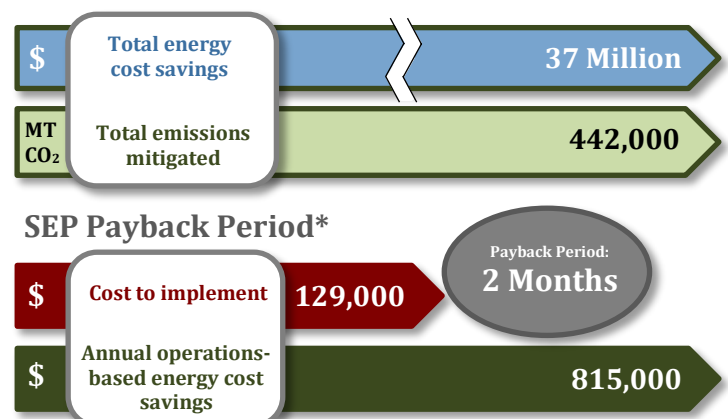 $
Total energy
cost savings
37 Million
MT
CO₂
Total emissions
mitigated
442,000
SEP Payback Period*
Payback Period:
2 Months
$
Cost to implement
129,000
$
Annual operations-
based energy cost
savings
815,000